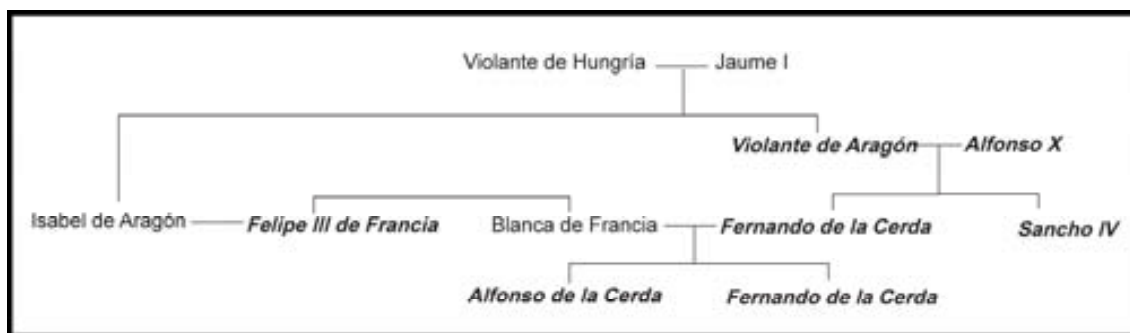 Violante de Hungría Jaume I
Violante de Aragón Alfonso X
Isabel de Aragón Felipe III de Francia Blanca de Francia Fernando de la Cerda Sancho IV
Alfonso de la Cerda Fernando de la Cerda